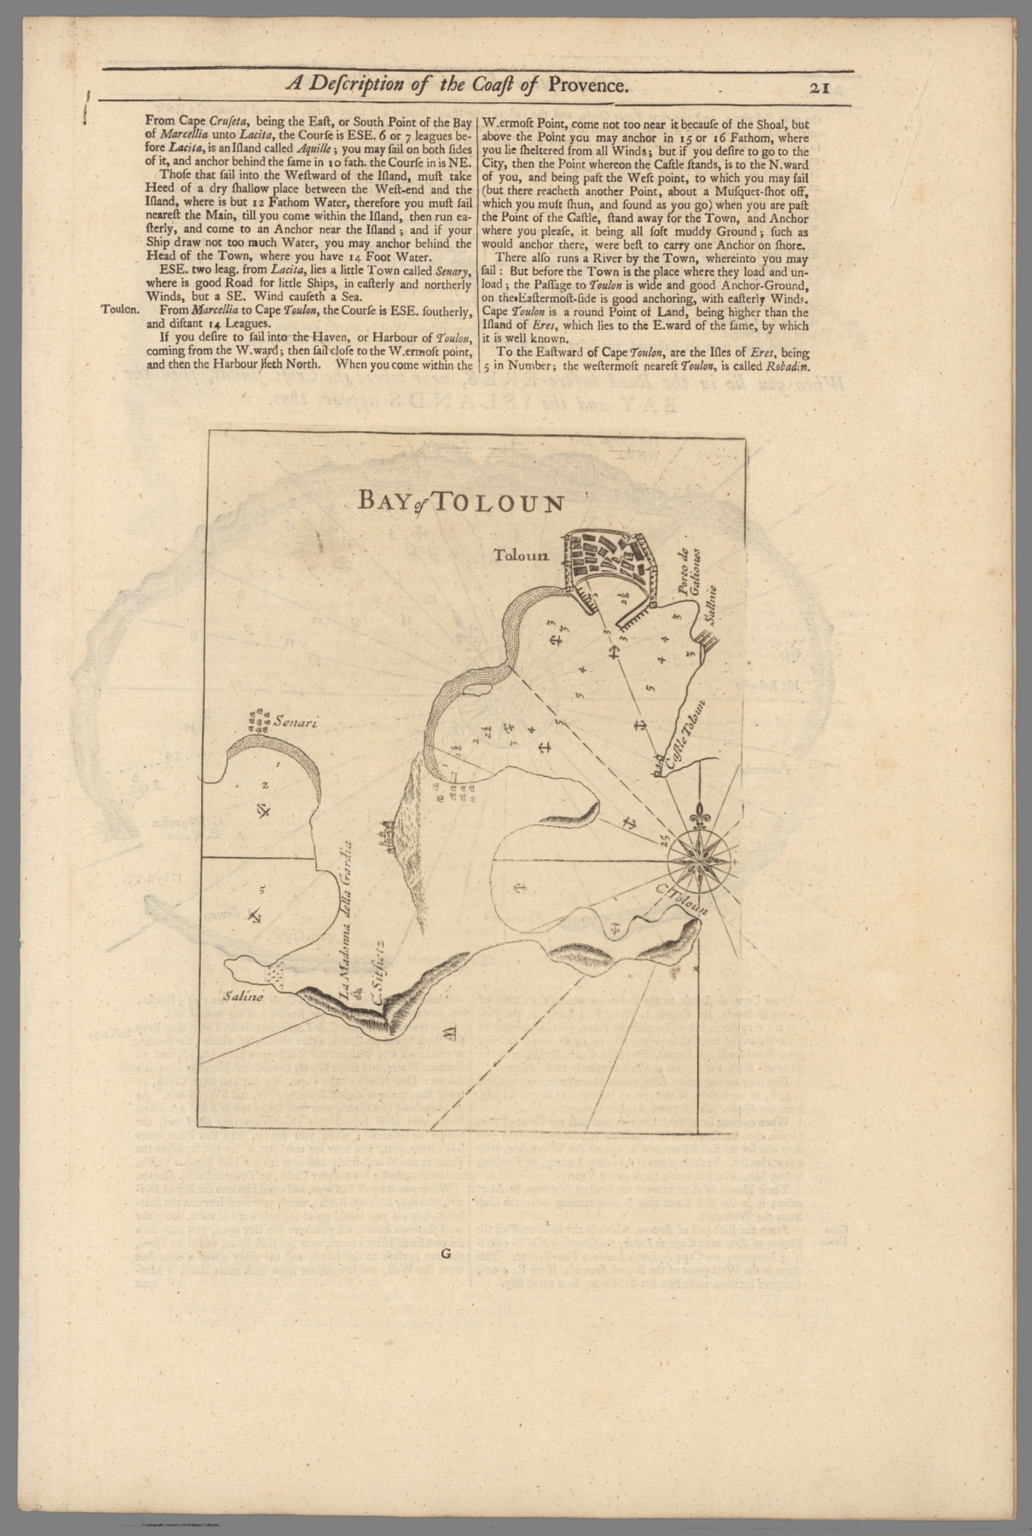 A Deſcription of the Coaſt of Provence.
21
From Cape Cruſeta, being the Eaſt, or South Point of the Bay
of Marcellia unto Lacita, the Courſe is ESE. 6 or 7 leagues be-
fore Lacita, is an Iſland called Aquille; you may ſail on both ſides
of it, and anchor behind the ſame in 10 fath. the Courſe in is NE.
Thoſe that ſail into the Weſtward of the Iſland, muſt take
Heed of a dry ſhallow place between the Weſt-end and the
Iſland, where is but 12 Fathom Water, therefore you muſt ſail
neareſt the Main, till you come within the Iſland, then run ea-
ſterly, and come to an Anchor near the Iſland; and if your
Ship draw not too much Water, you may anchor behind the
Head of the Town, where you have 14 Foot Water.
ESE. two leag. from Lacita, lies a little Town called Senary,
where is good Road for little Ships, in eaſterly and northerly
Winds, but a SE. Wind cauſeth a Sea.
Toulon.
From Marcellia to Cape Toulon, the Courſe is ESE. ſoutherly,
and diſtant 14 Leagues.
If you deſire to ſail into the Haven, or Harbour of Toulon,
coming from the W.ward; then ſail cloſe to the W.ermoſt point,
and then the Harbour lieth North. When you come within the
W.ermoſt Point, come not too near it becauſe of the Shoal, but
above the Point you may anchor in 15 or 16 Fathom, where
you lie ſheltered from all Winds; but if you deſire to go to the
City, then the Point whereon the Caſtle ſtands, is to the N.ward
of you, and being paſt the Weſt point, to which you may ſail
(but there reacheth another Point, about a Muſquet-ſhot off,
which you muſt ſhun, and ſound as you go) when you are paſt
the Point of the Caſtle, ſtand away for the Town, and Anchor
where you pleaſe, it being all ſoft muddy Ground; ſuch as
would anchor there, were beſt to carry one Anchor on ſhore.
There alſo runs a River by the Town, whereinto you may
ſail: But before the Town is the place where they load and un-
load; the Paſſage to Toulon is wide and good Anchor-Ground,
on the Eaſtermoſt-ſide is good anchoring, with eaſterly Winds.
Cape Toulon is a round Point of Land, being higher than the
Iſland of Eres, which lies to the E.ward of the ſame, by which
it is well known.
To the Eaſtward of Cape Toulon, are the Iſles of Eres, being
5 in Number; the weſtermoſt neareſt Toulon, is called Robadin.
BAY of TOLOUN
Toloun
Porto de
Galiones
Sallnie
Caſtle Toloun
Senari
C. Toloun
La Madonna della Gardia
C. Sitſietz
Saline
G